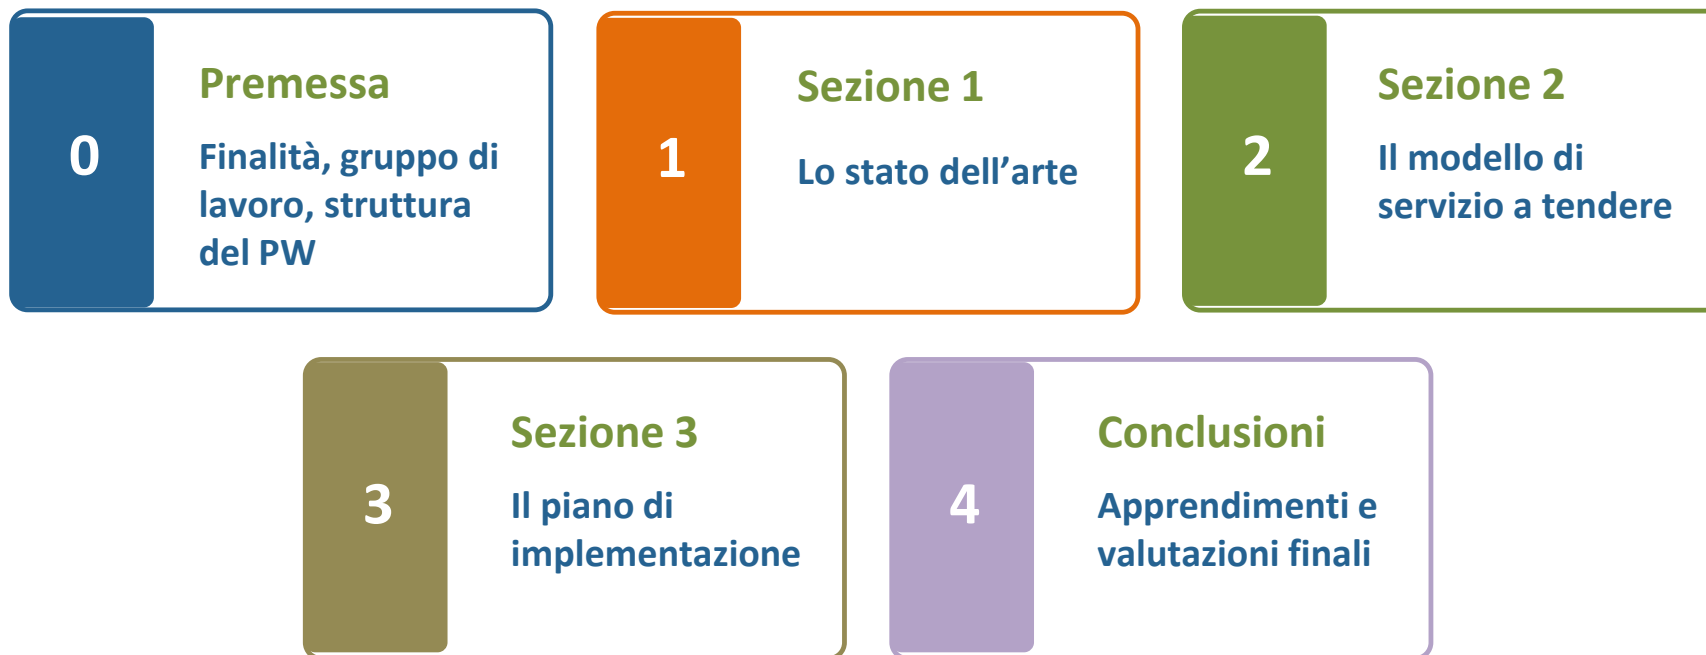 0
Premessa
Finalità, gruppo di
lavoro, struttura
del PW
1
Sezione 1
Lo stato dell’arte
2
Sezione 2
Il modello di
servizio a tendere
3
Sezione 3
Il piano di
implementazione
4
Conclusioni
Apprendimenti e
valutazioni finali